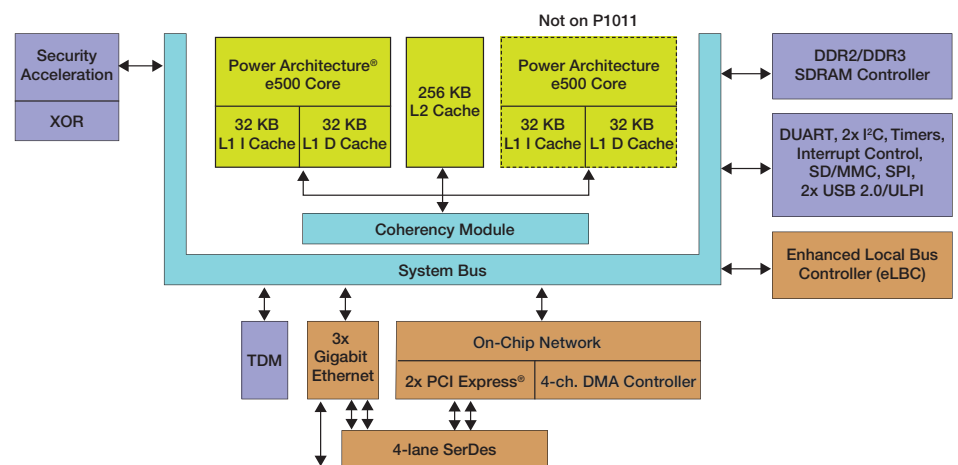 Not on P1011
Security
Acceleration
XOR
Power Architecture®
e500 Core
32 KB
L1 I Cache
32 KB
L1 D Cache
256 KB
L2 Cache
Power Architecture
e500 Core
32 KB
L1 I Cache
32 KB
L1 D Cache
DDR2/DDR3
SDRAM Controller
DUART, 2x I²C, Timers,
Interrupt Control,
SD/MMC, SPI,
2x USB 2.0/ULPI
Coherency Module
System Bus
Enhanced Local Bus
Controller (eLBC)
TDM
3x
Gigabit
Ethernet
On-Chip Network
2x PCI Express®
4-ch. DMA Controller
4-lane SerDes